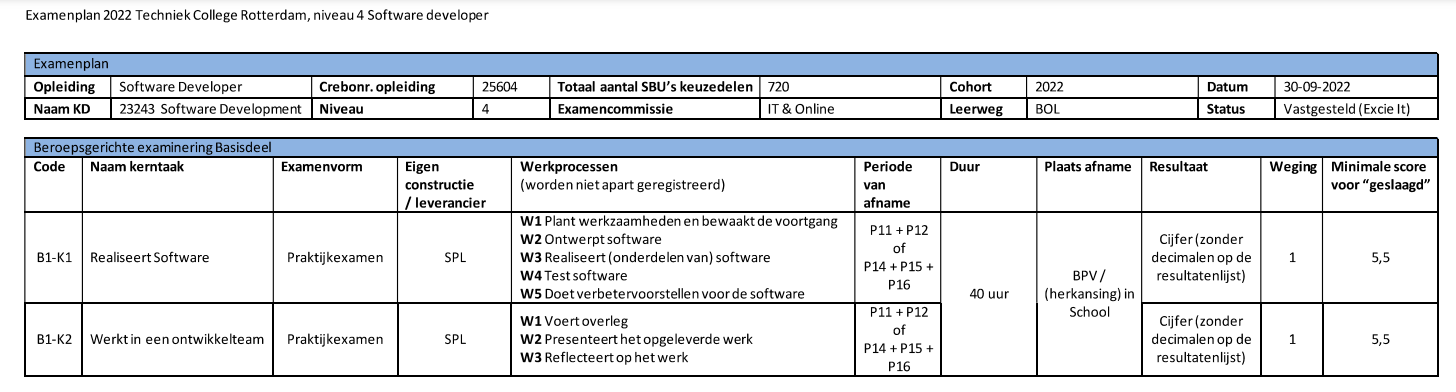 Examenplan 2022 Techniek College Rotterdam, niveau 4 Software developer
Examenplan
Opleiding Software Developer Crebonr. opleiding 25604 Totaal aantal SBU's keuzedelen 720 Cohort 2022 Datum 30-09-2022
Naam KD 23243 Software Development Niveau 4 Examencommissie IT & Online Leerweg BOL Status Vastgesteld (Excie It)
Beroepsgerichte examinering Basisdeel
Code
Naam kerntaak
Examenvorm
Eigen
constructie
/ leverancier
Werkprocessen
(worden niet apart geregistreerd)
Periode
van
afname
Duur
Plaats afname
Resultaat
Weging
Minimale score
voor "geslaagd"
B1-K1
Realiseert Software
Praktijkexamen
SPL
W1 Plant werkzaamheden en bewaakt de voortgang
W2 Ontwerpt software
W3 Realiseert (onderdelen van) software
W4 Test software
W5 Doet verbetervoorstellen voor de software
P11 + P12
of
P14 + P15 +
P16
40 uur
BPV /
(herkansing) in
School
Cijfer (zonder
decimalen op de
resultatenlijst)
1
5,5
B1-K2
Werkt in een ontwikkelteam
Praktijkexamen
SPL
W1 Voert overleg
W2 Presenteert het opgeleverde werk
W3 Reflecteert op het werk
P11 + P12
of
P14 + P15 +
P16
Cijfer (zonder
decimalen op de
resultatenlijst)
1
5,5